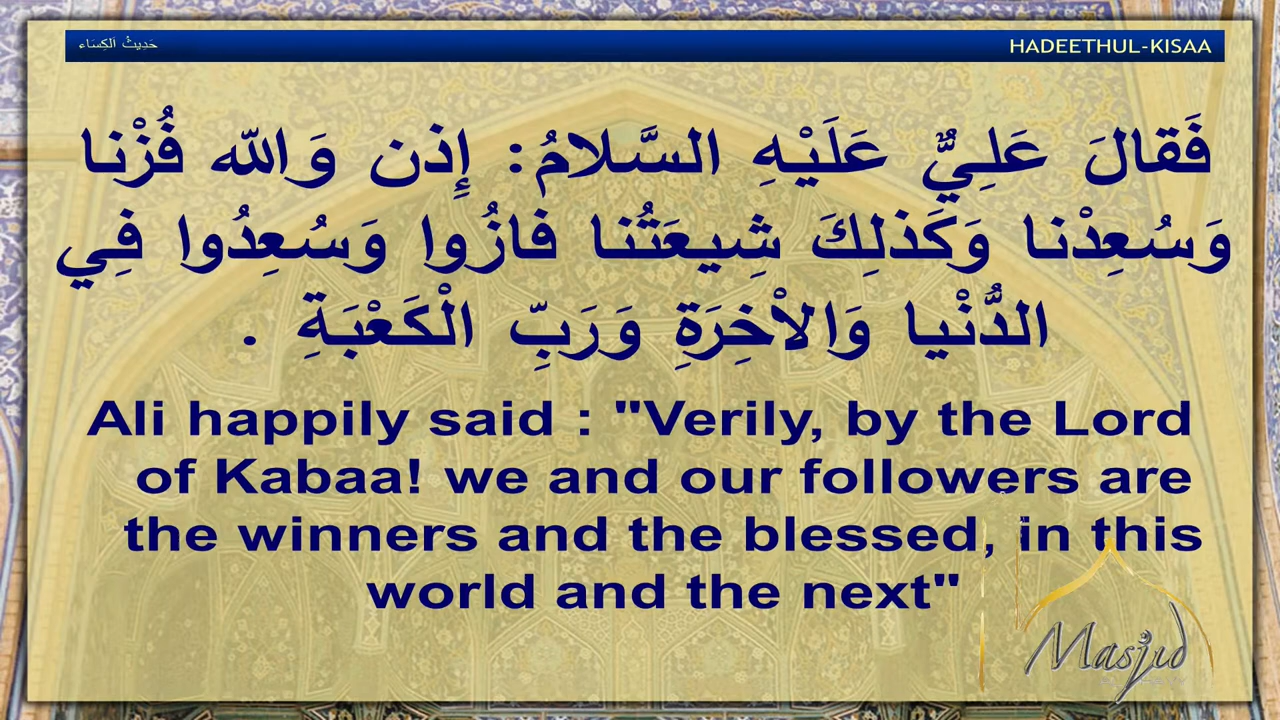 حَدِيثْ اَلكِسَاء
HADEETHUL-KISAA
فَقالَ عَلِيٌّ عَلَيْهِ السَّلامُ: إِذن وَاللّه فُزْنا
وَسُعِدْنا وَكَذلِكَ شِيعَتُنا فازُوا وَسُعِدُوا فِي
الدُّنْيا وَالاْخِرَةِ وَرَبِّ الْكَعْبَةِ .
Ali happily said : "Verily, by the Lord
of Kabaa! we and our followers are
the winners and the blessed, in this
world and the next"
Masjid